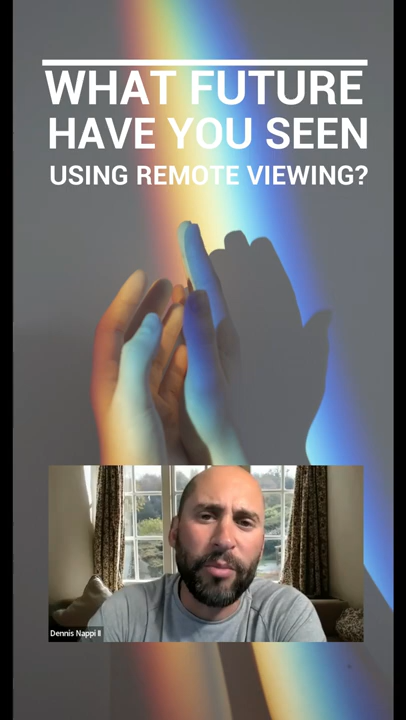 WHAT FUTURE
HAVE YOU SEEN
USING REMOTE VIEWING?
Dennis Nappi II